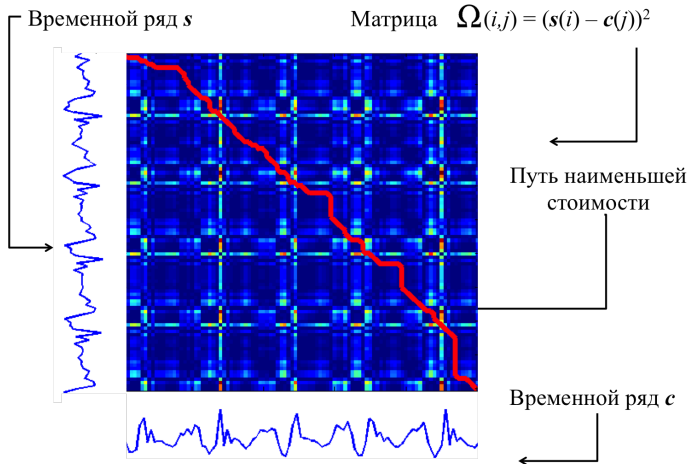 Временной ряд s
Матрица Ω(i,j) = (s(i) – c(j))²
Путь наименьшей
стоимости
Временной ряд c